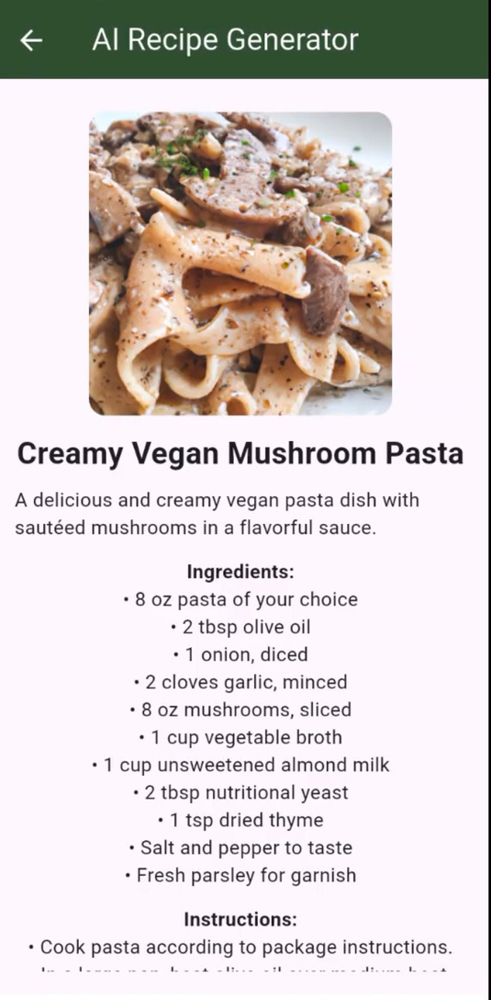 AI Recipe Generator
Creamy Vegan Mushroom Pasta
A delicious and creamy vegan pasta dish with
sautéed mushrooms in a flavorful sauce.
Ingredients:
• 8 oz pasta of your choice
• 2 tbsp olive oil
• 1 onion, diced
• 2 cloves garlic, minced
• 8 oz mushrooms, sliced
• 1 cup vegetable broth
• 1 cup unsweetened almond milk
• 2 tbsp nutritional yeast
• 1 tsp dried thyme
• Salt and pepper to taste
• Fresh parsley for garnish
Instructions:
• Cook pasta according to package instructions.